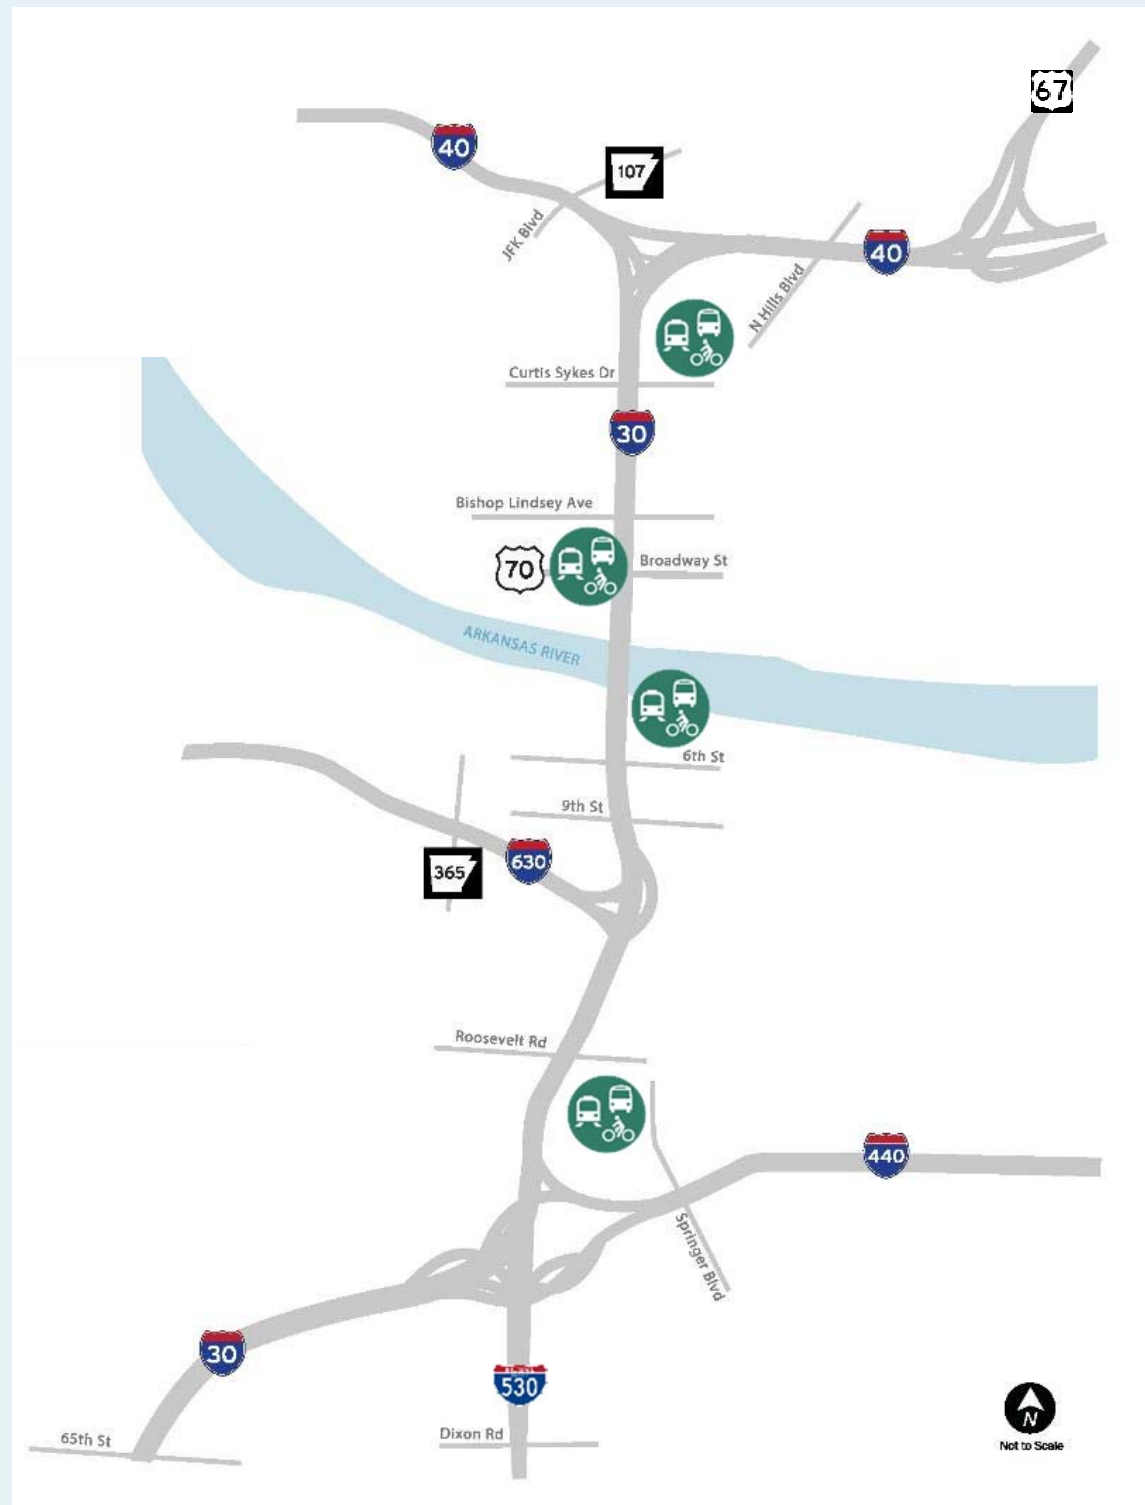 67
40
107
JFK Blvd
40
N Hills Blvd
Curtis Sykes Dr
30
Bishop Lindsey Ave
70
Broadway St
ARKANSAS RIVER
6th St
9th St
630
365
Roosevelt Rd
440
Springer Blvd
30
530
N
Not to Scale
65th St
Dixon Rd